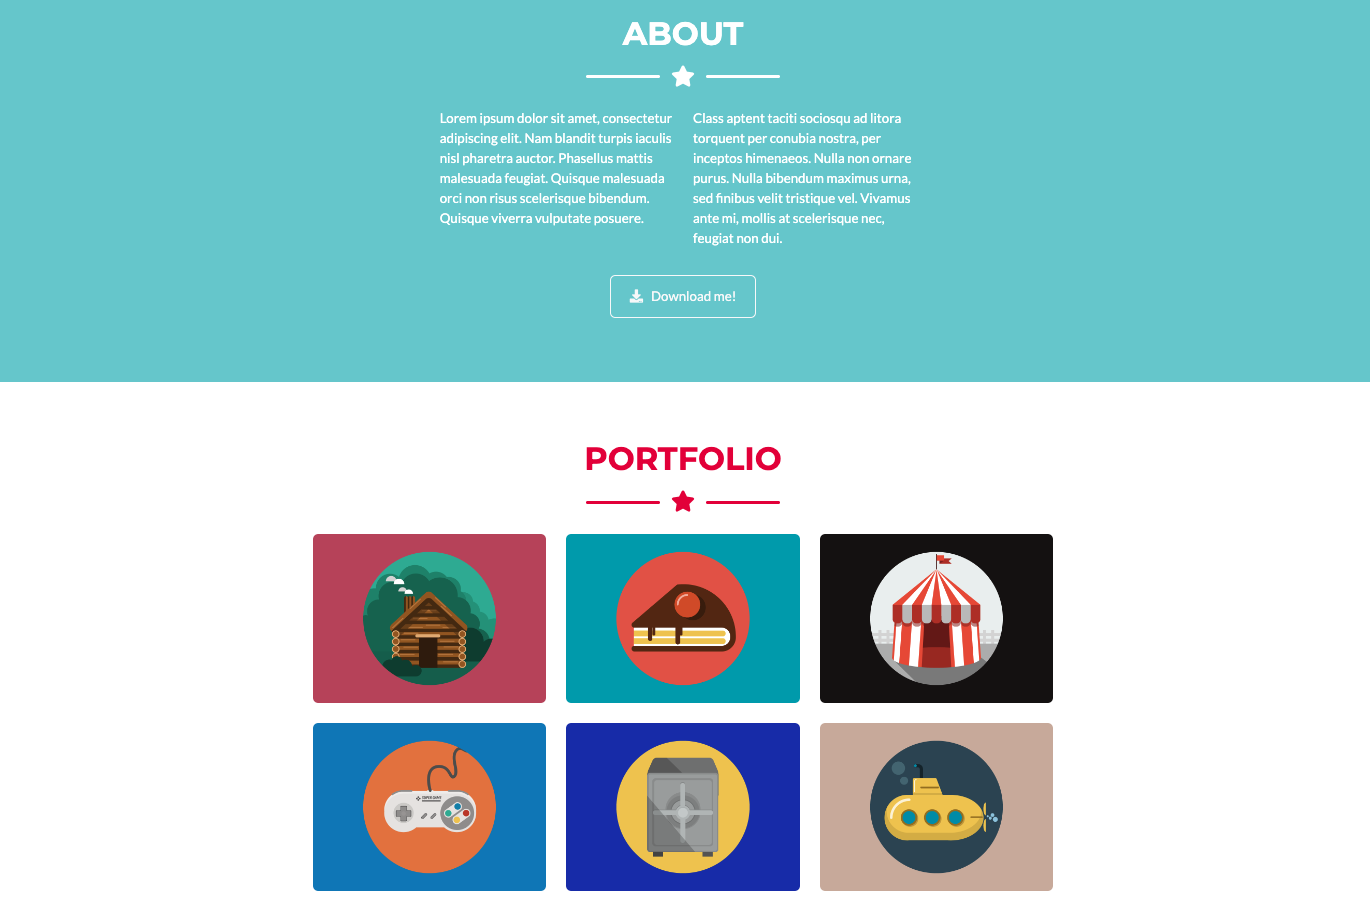 ABOUT
Lorem ipsum dolor sit amet, consectetur
adipiscing elit. Nam blandit turpis iaculis
nisl pharetra auctor. Phasellus mattis
malesuada feugiat. Quisque malesuada
orci non risus scelerisque bibendum.
Quisque viverra vulputate posuere.
Class aptent taciti sociosqu ad litora
torquent per conubia nostra, per
inceptos himenaeos. Nulla non ornare
purus. Nulla bibendum maximus urna,
sed finibus velit tristique vel. Vivamus
ante mi, mollis at scelerisque nec,
feugiat non dui.
Download me!
PORTFOLIO